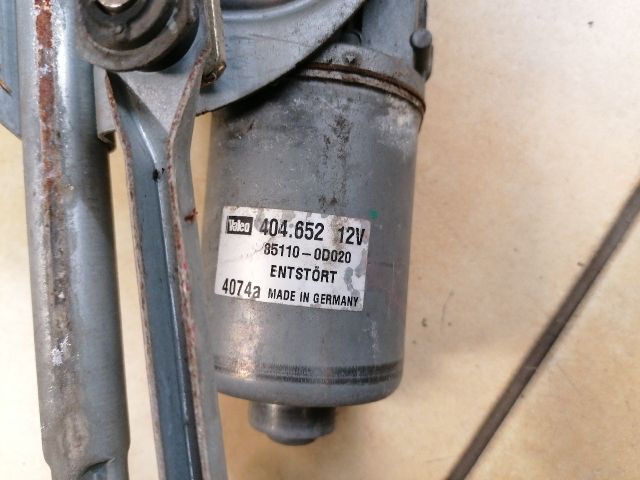 Valeo 404.652 12V
85110-0D020
ENTSTÖRT
4074a MADE IN GERMANY